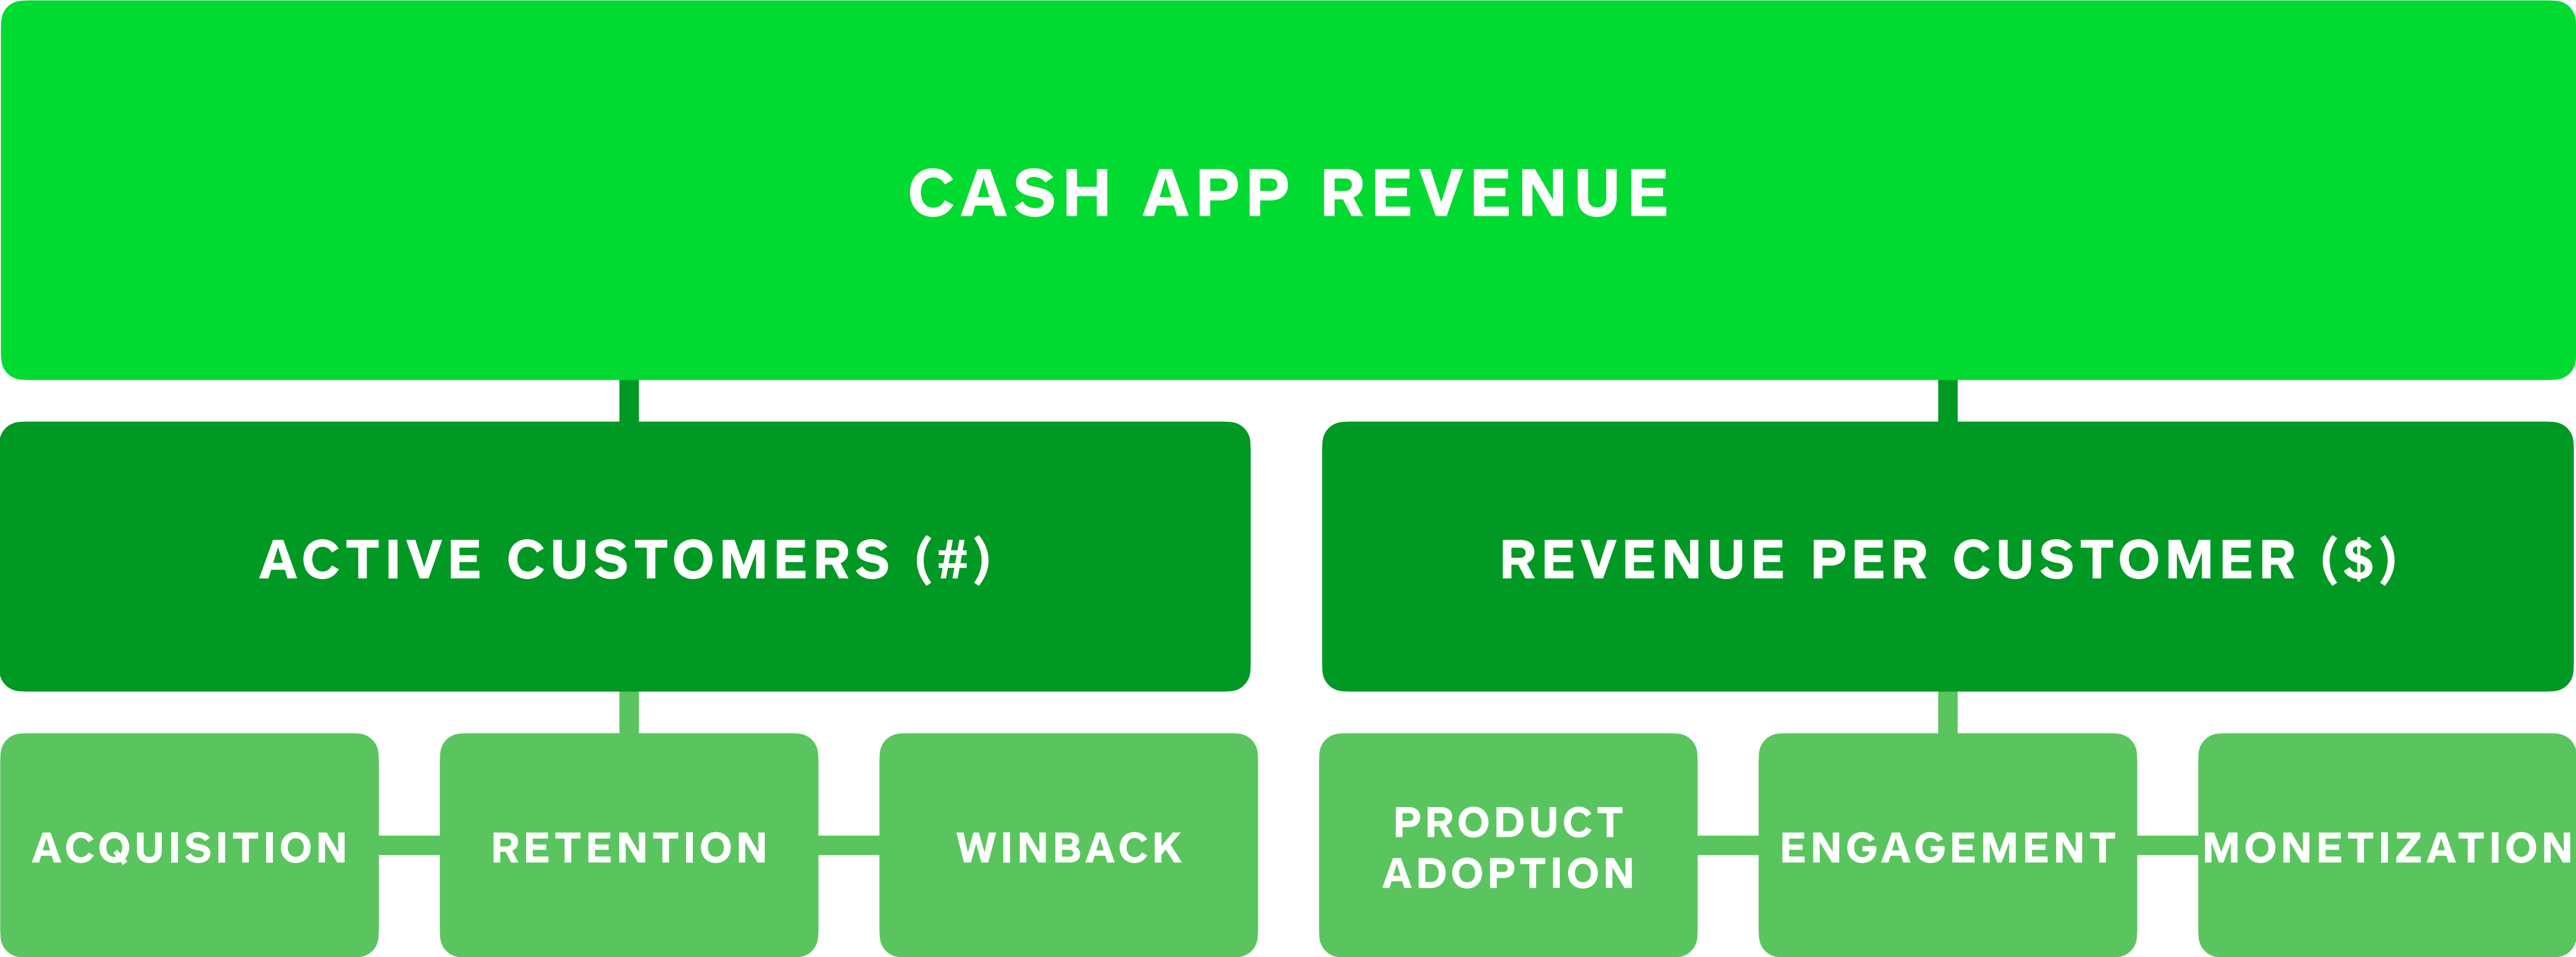 CASH APP REVENUE
ACTIVE CUSTOMERS (#)
REVENUE PER CUSTOMER ($)
ACQUISITION
RETENTION
WINBACK
PRODUCT
ADOPTION
ENGAGEMENT
MONETIZATION